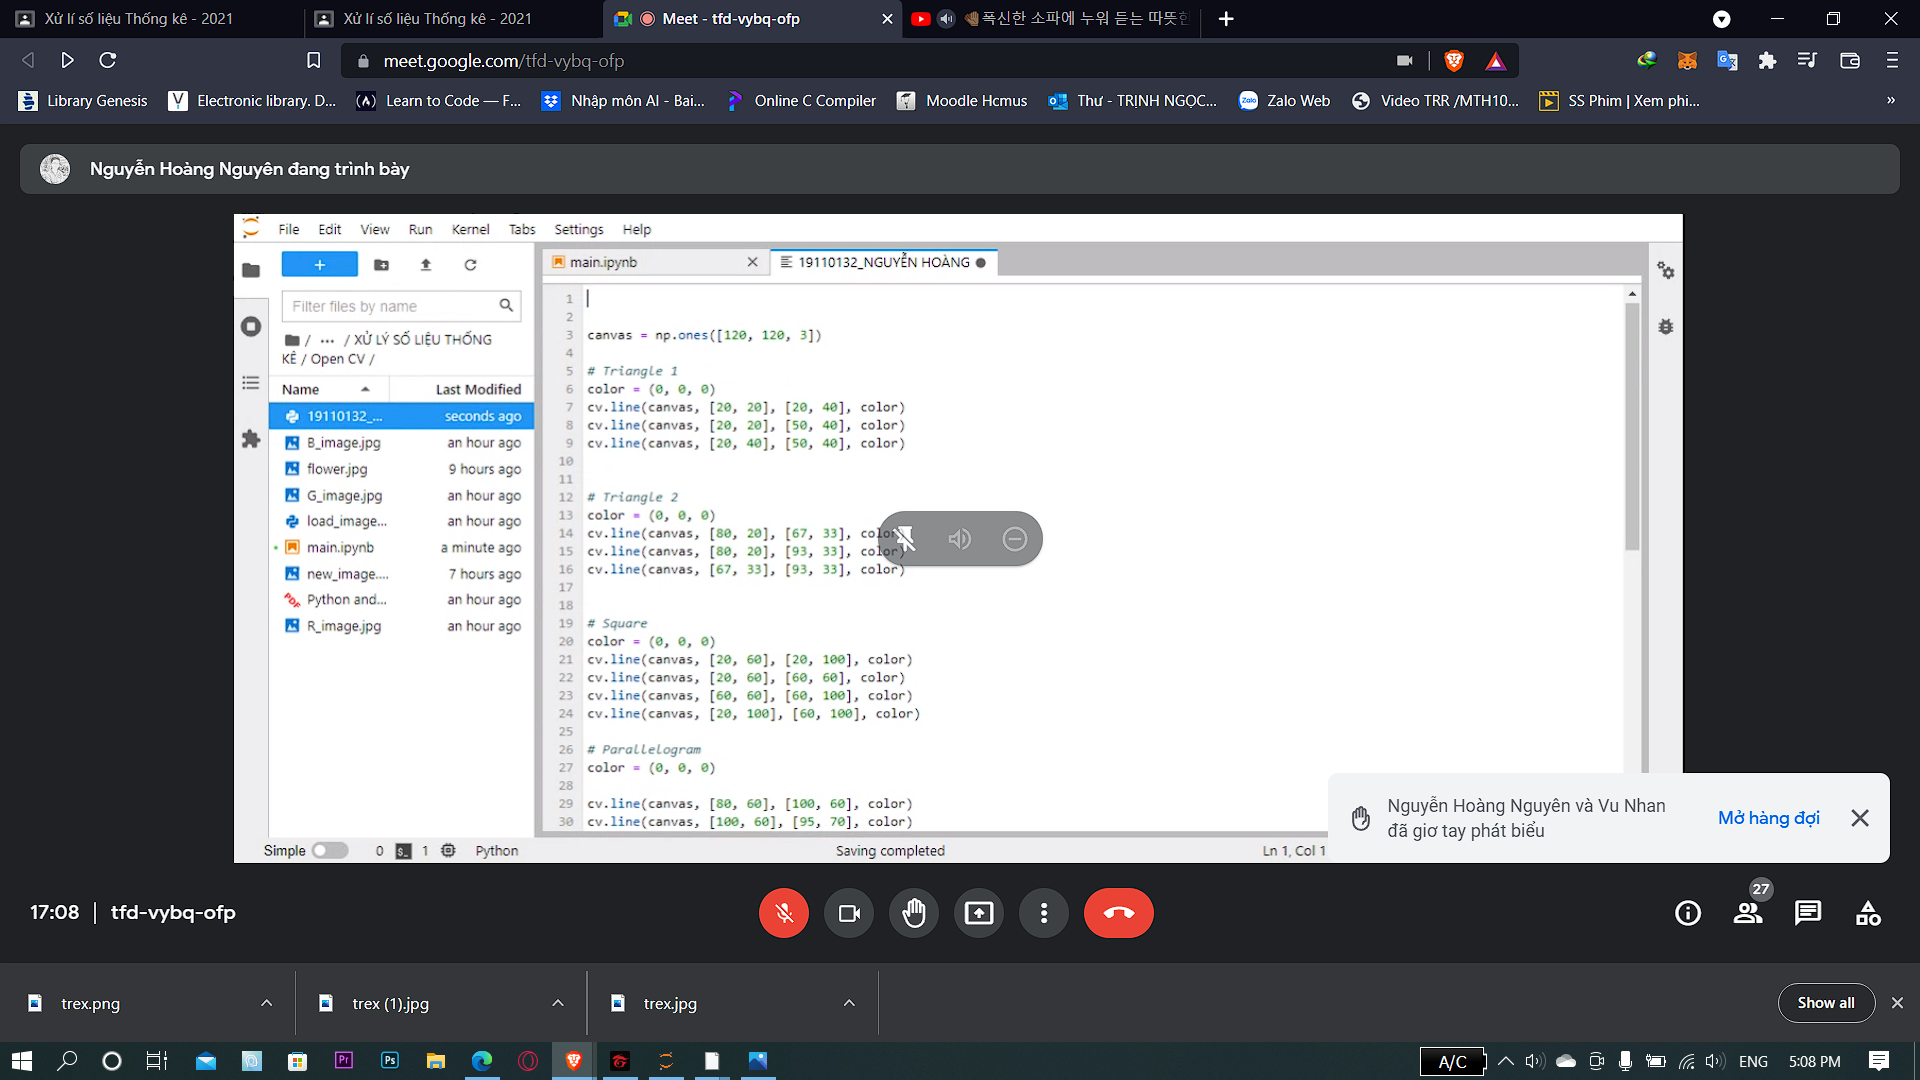 Xử lí số liệu Thống kê - 2021
Xử lí số liệu Thống kê - 2021
Meet - tfd-vybq-ofp
폭신한 소파에 누워 듣는 따뜻한
meet.google.com/tfd-vybq-ofp
Library Genesis
Electronic library. D...
Learn to Code — F...
Nhập môn AI - Bai...
Online C Compiler
Moodle Hcmus
Thư - TRỊNH NGỌC...
Zalo Web
Video TRR /MTH10...
SS Phim | Xem phi...
Nguyễn Hoàng Nguyên đang trình bày
File Edit View Run Kernel Tabs Settings Help
main.ipynb
19110132_NGUYỄN HOÀNG
Filter files by name
/ ... / XỬ LÝ SỐ LIỆU THỐNG
KÊ / Open CV /
Name Last Modified
19110132_... seconds ago
B_image.jpg an hour ago
flower.jpg 9 hours ago
G_image.jpg an hour ago
load_image... an hour ago
main.ipynb a minute ago
new_image.... 7 hours ago
Python and... an hour ago
R_image.jpg an hour ago
1
2
3 canvas = np.ones([120, 120, 3])
4
5 # Triangle 1
6 color = (0, 0, 0)
7 cv.line(canvas, [20, 20], [20, 40], color)
8 cv.line(canvas, [20, 20], [50, 40], color)
9 cv.line(canvas, [20, 40], [50, 40], color)
10
11
12 # Triangle 2
13 color = (0, 0, 0)
14 cv.line(canvas, [80, 20], [67, 33], color)
15 cv.line(canvas, [80, 20], [93, 33], color)
16 cv.line(canvas, [67, 33], [93, 33], color)
17
18
19 # Square
20 color = (0, 0, 0)
21 cv.line(canvas, [20, 60], [20, 100], color)
22 cv.line(canvas, [20, 60], [60, 60], color)
23 cv.line(canvas, [60, 60], [60, 100], color)
24 cv.line(canvas, [20, 100], [60, 100], color)
25
26 # Parallelogram
27 color = (0, 0, 0)
28
29 cv.line(canvas, [80, 60], [100, 60], color)
30 cv.line(canvas, [100, 60], [95, 70], color)
Simple 0 1 Python
Saving completed
Ln 1, Col 1
Nguyễn Hoàng Nguyên và Vu Nhan
đã giơ tay phát biểu
Mở hàng đợi
17:08 | tfd-vybq-ofp
27
trex.png
trex (1).jpg
trex.jpg
Show all
A/C
ENG
5:08 PM